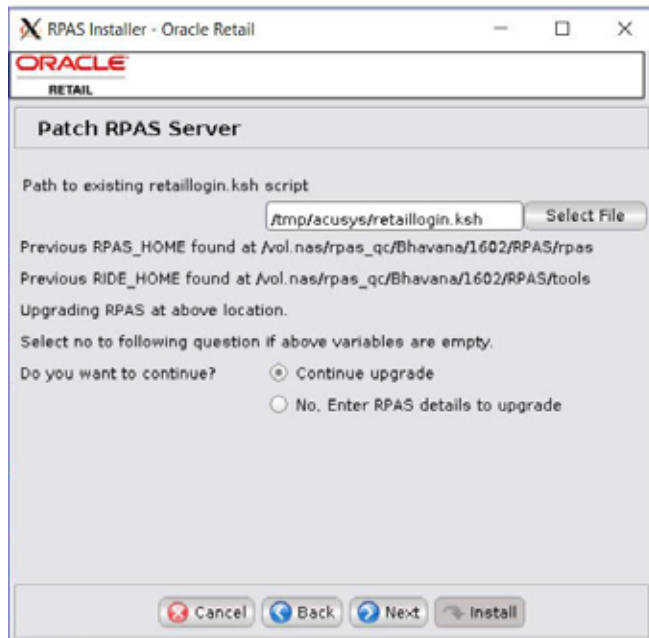 RPAS Installer - Oracle Retail
ORACLE
RETAIL
Patch RPAS Server
Path to existing retaillogin.ksh script
/tmp/acusys/retaillogin.ksh Select File
Previous RPAS_HOME found at /vol.nas/rpas_qc/Bhavana/1602/RPAS/rpas
Previous RIDE_HOME found at /vol.nas/rpas_qc/Bhavana/1602/RPAS/tools
Upgrading RPAS at above location.
Select no to following question if above variables are empty.
Do you want to continue? Continue upgrade
No, Enter RPAS details to upgrade
Cancel Back Next Install